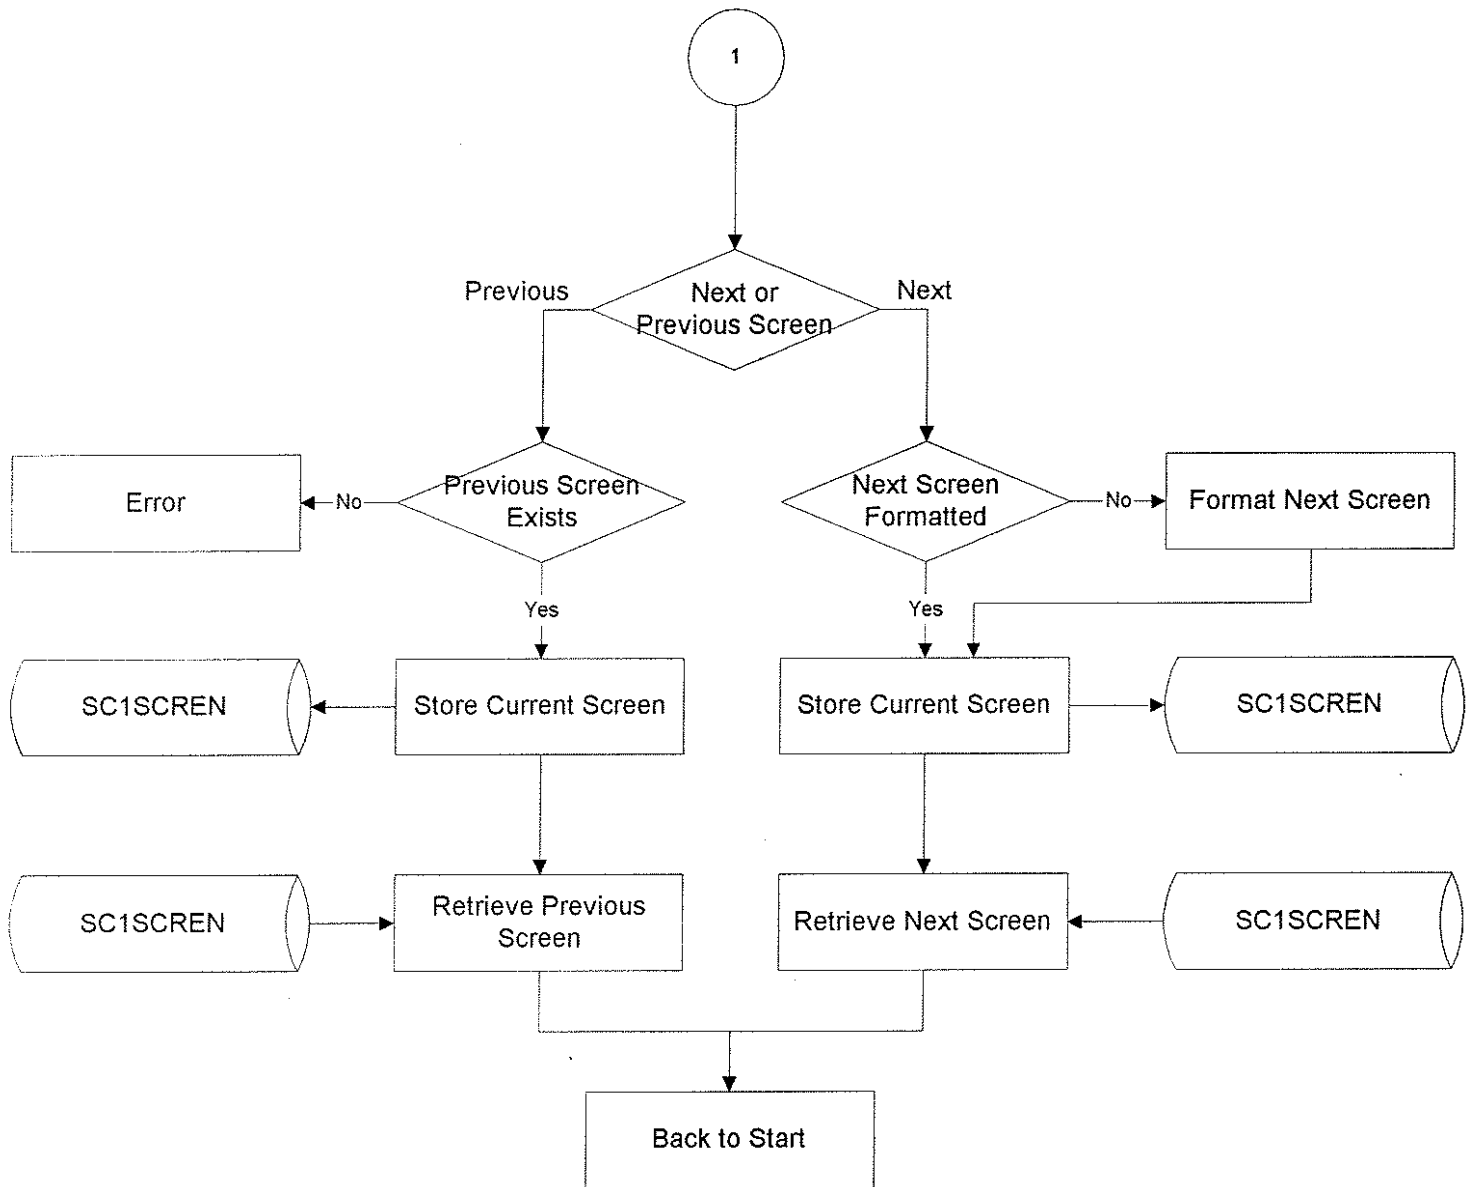 1
Previous
Next
Next or
Previous Screen
Error
No
Previous Screen
Exists
Next Screen
Formatted
No
Format Next Screen
Yes
Yes
SC1SCREN
Store Current Screen
Store Current Screen
SC1SCREN
SC1SCREN
Retrieve Previous
Screen
Retrieve Next Screen
SC1SCREN
Back to Start